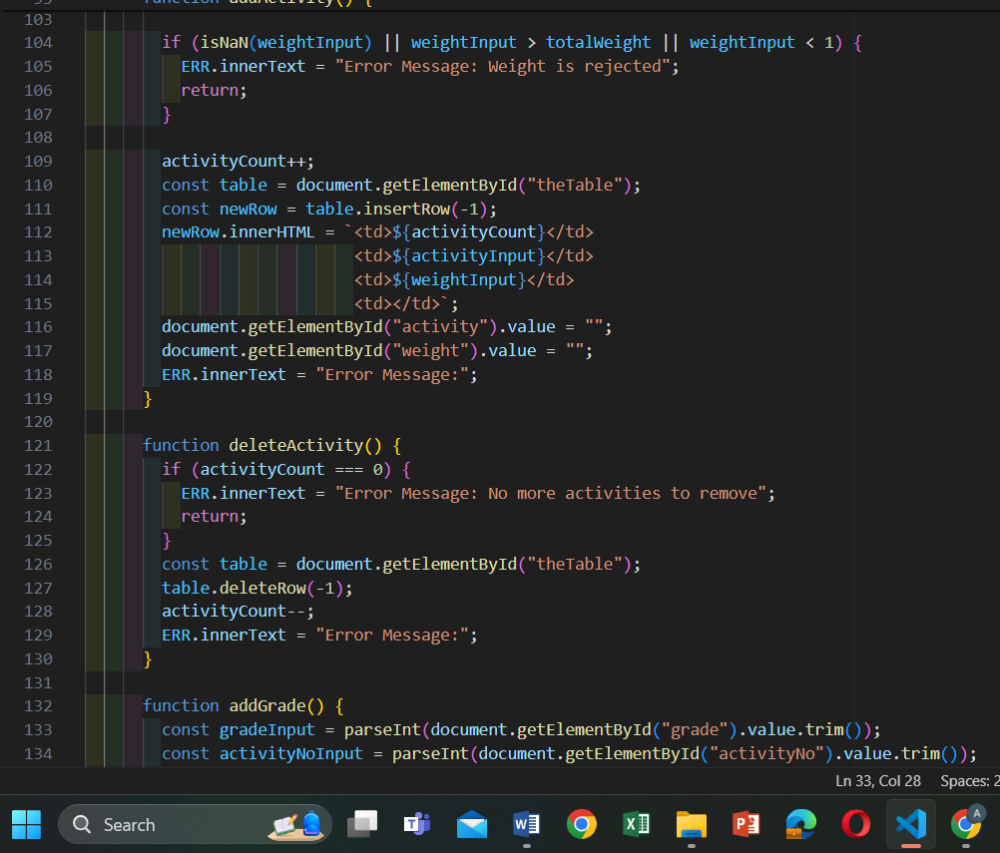 function addActivity() {
103
104 if (isNaN(weightInput) || weightInput > totalWeight || weightInput < 1) {
105 ERR.innerText = "Error Message: Weight is rejected";
106 return;
107 }
108
109 activityCount++;
110 const table = document.getElementById("theTable");
111 const newRow = table.insertRow(-1);
112 newRow.innerHTML = `<td>${activityCount}</td>
113 <td>${activityInput}</td>
114 <td>${weightInput}</td>
115 <td></td>`;
116 document.getElementById("activity").value = "";
117 document.getElementById("weight").value = "";
118 ERR.innerText = "Error Message:";
119 }
120
121 function deleteActivity() {
122 if (activityCount === 0) {
123 ERR.innerText = "Error Message: No more activities to remove";
124 return;
125 }
126 const table = document.getElementById("theTable");
127 table.deleteRow(-1);
128 activityCount--;
129 ERR.innerText = "Error Message:";
130 }
131
132 function addGrade() {
133 const gradeInput = parseInt(document.getElementById("grade").value.trim());
134 const activityNoInput = parseInt(document.getElementById("activityNo").value.trim());
Ln 33, Col 28 Spaces: 2
Search